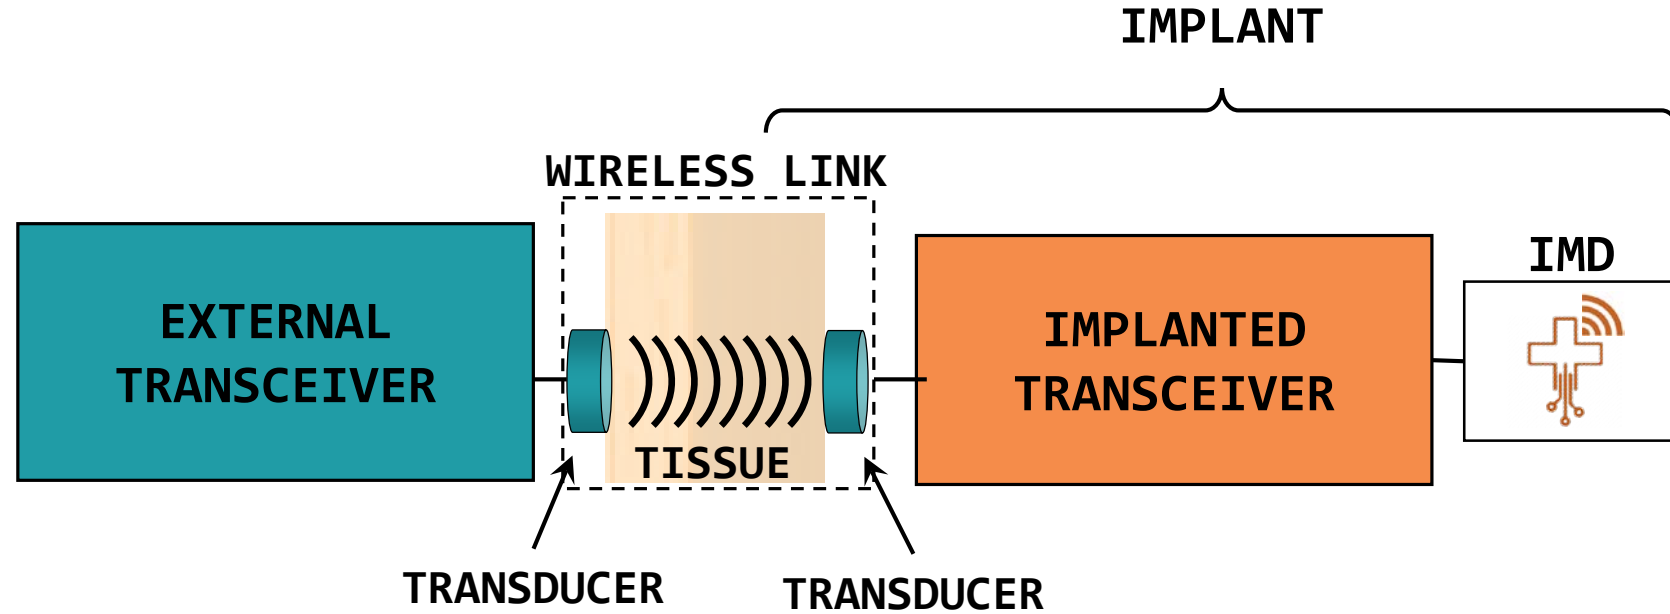 IMPLANT
WIRELESS LINK
IMD
EXTERNAL
TRANSCEIVER
IMPLANTED
TRANSCEIVER
TISSUE
TRANSDUCER
TRANSDUCER